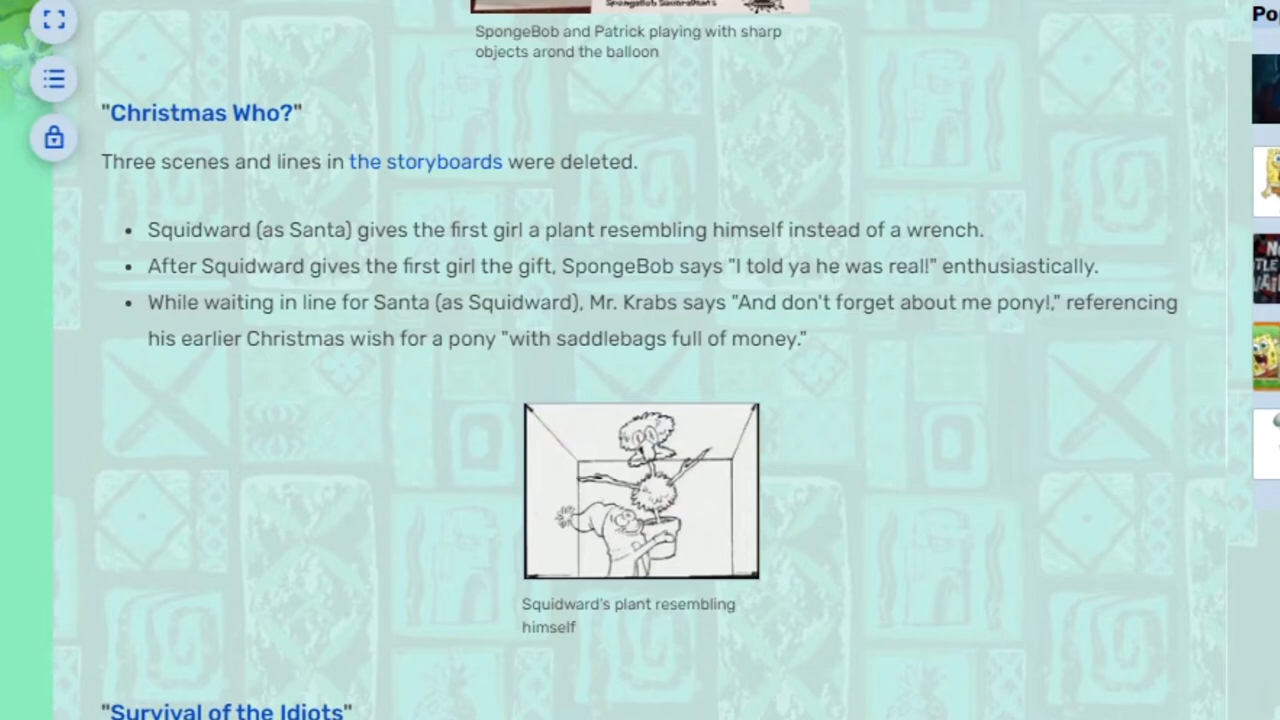 SpongeBob SquarePants
SpongeBob and Patrick playing with sharp
objects arond the balloon
Po
"Christmas Who?"
Three scenes and lines in the storyboards were deleted.
• Squidward (as Santa) gives the first girl a plant resembling himself instead of a wrench.
• After Squidward gives the first girl the gift, SpongeBob says "I told ya he was real!" enthusiastically.
• While waiting in line for Santa (as Squidward), Mr. Krabs says "And don't forget about me pony!," referencing
his earlier Christmas wish for a pony "with saddlebags full of money."
Squidward's plant resembling
himself
"Survival of the Idiots"